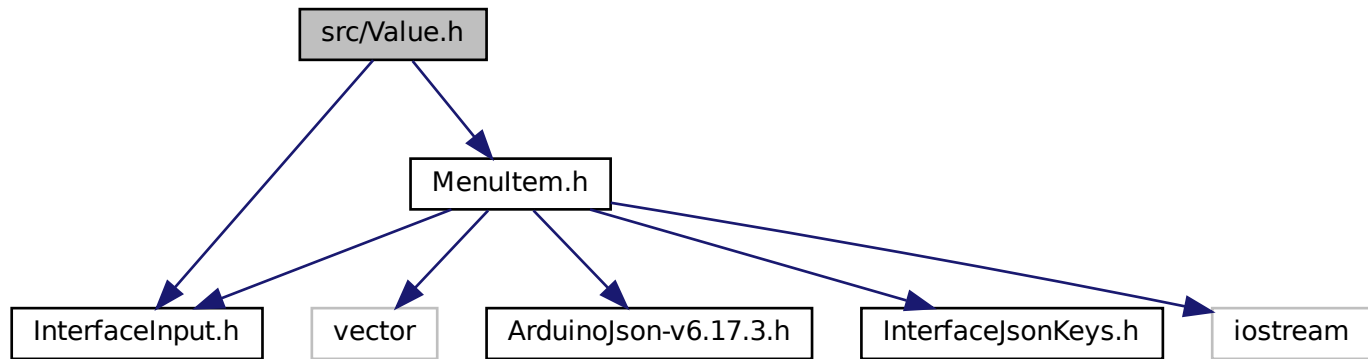 src/Value.h
MenuItem.h
InterfaceInput.h
vector
ArduinoJson-v6.17.3.h
InterfaceJsonKeys.h
iostream